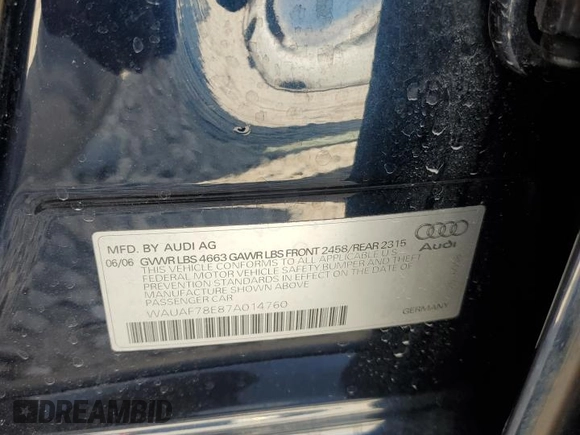 MFD. BY AUDI AG
06/06 GVWR LBS 4663 GAWR LBS FRONT 2458/REAR 2315
THIS VEHICLE CONFORMS TO ALL APPLICABLE U.S.
FEDERAL MOTOR VEHICLE SAFETY BUMPER AND THEFT
PREVENTION STANDARDS IN EFFECT ON THE DATE OF
MANUFACTURE SHOWN ABOVE
PASSENGER CAR
WAUAF78E87A014760
Audi
GERMANY
DREAMBID